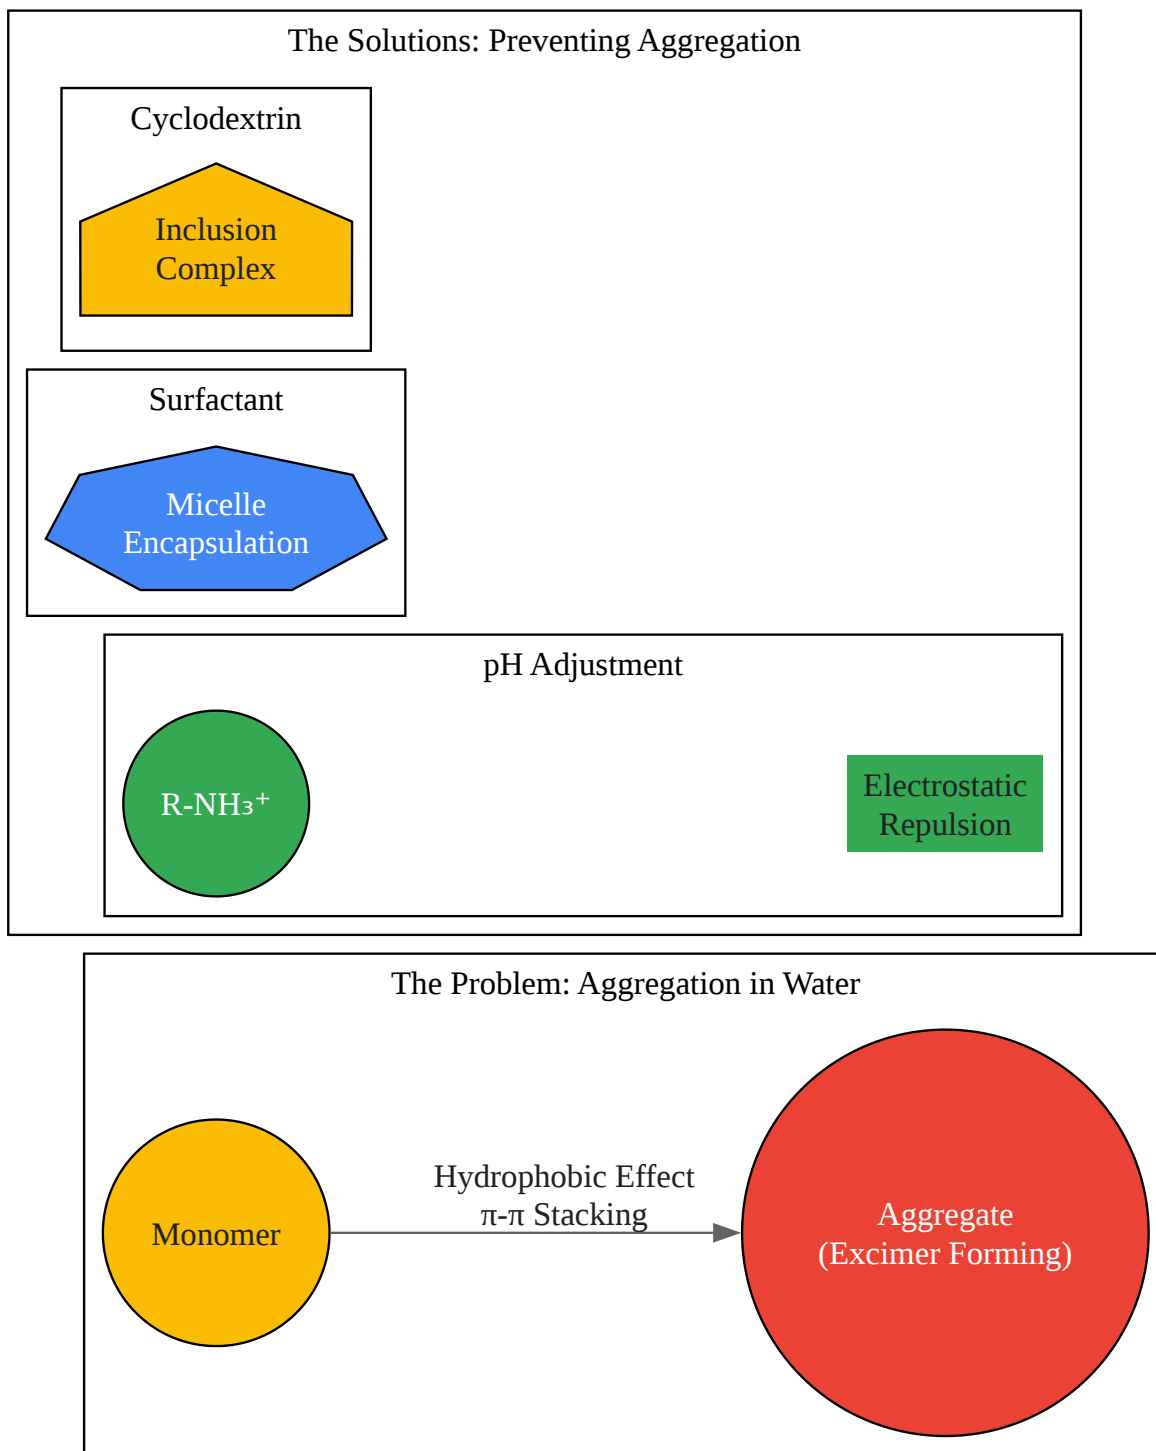 The Solutions: Preventing Aggregation
Cyclodextrin
Inclusion
Complex
Surfactant
Micelle
Encapsulation
pH Adjustment
R-NH₃⁺
Electrostatic
Repulsion
The Problem: Aggregation in Water
Monomer
Hydrophobic Effect
π-π Stacking
Aggregate
(Excimer Forming)